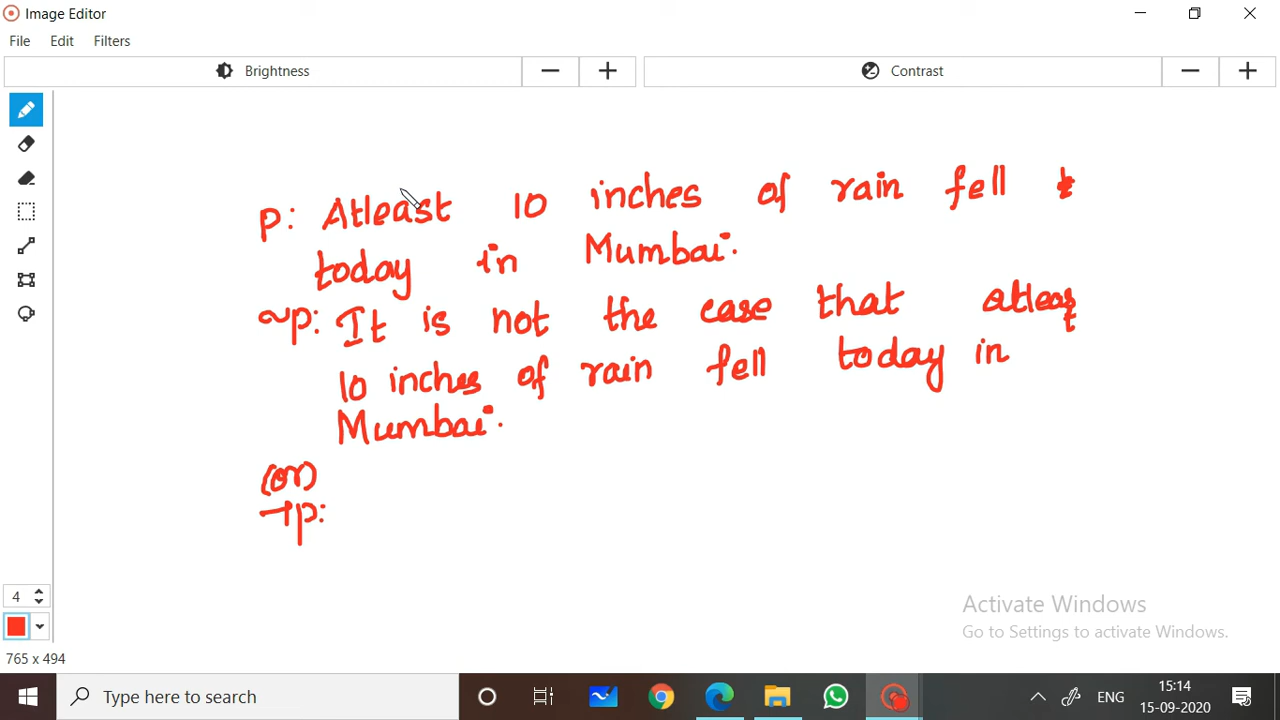 Image Editor
File Edit Filters
Brightness Contrast
p: Atleast 10 inches of rain fell
today in Mumbai.
~p: It is not the case that atleast
10 inches of rain fell today in
Mumbai.
(or)
¬p:
4
Activate Windows
Go to Settings to activate Windows.
765 x 494
Type here to search
ENG
15:14
15-09-2020